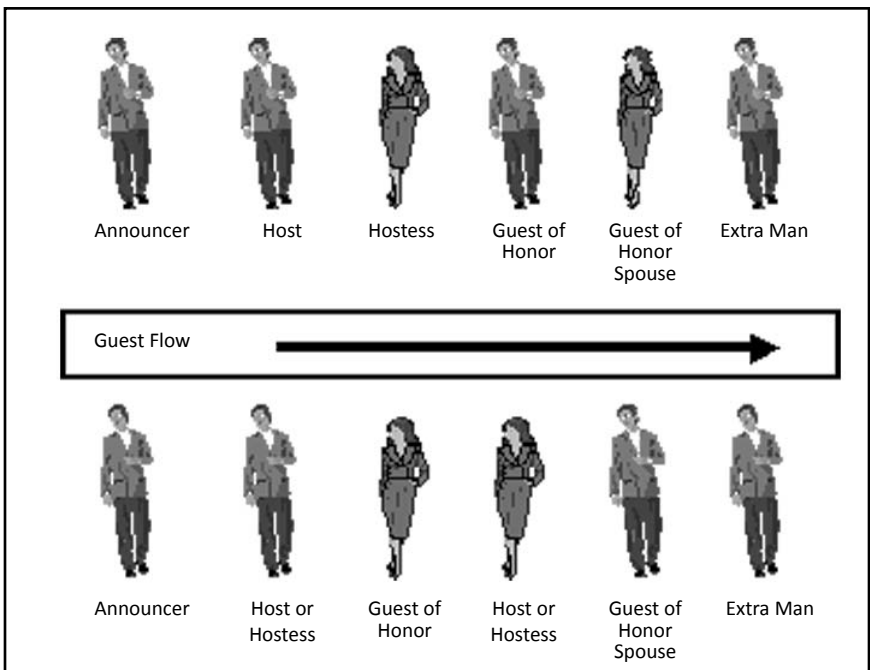 Announcer Host Hostess Guest of Honor Guest of Honor Spouse Extra Man
Guest Flow
Announcer Host or Hostess Guest of Honor Host or Hostess Guest of Honor Spouse Extra Man